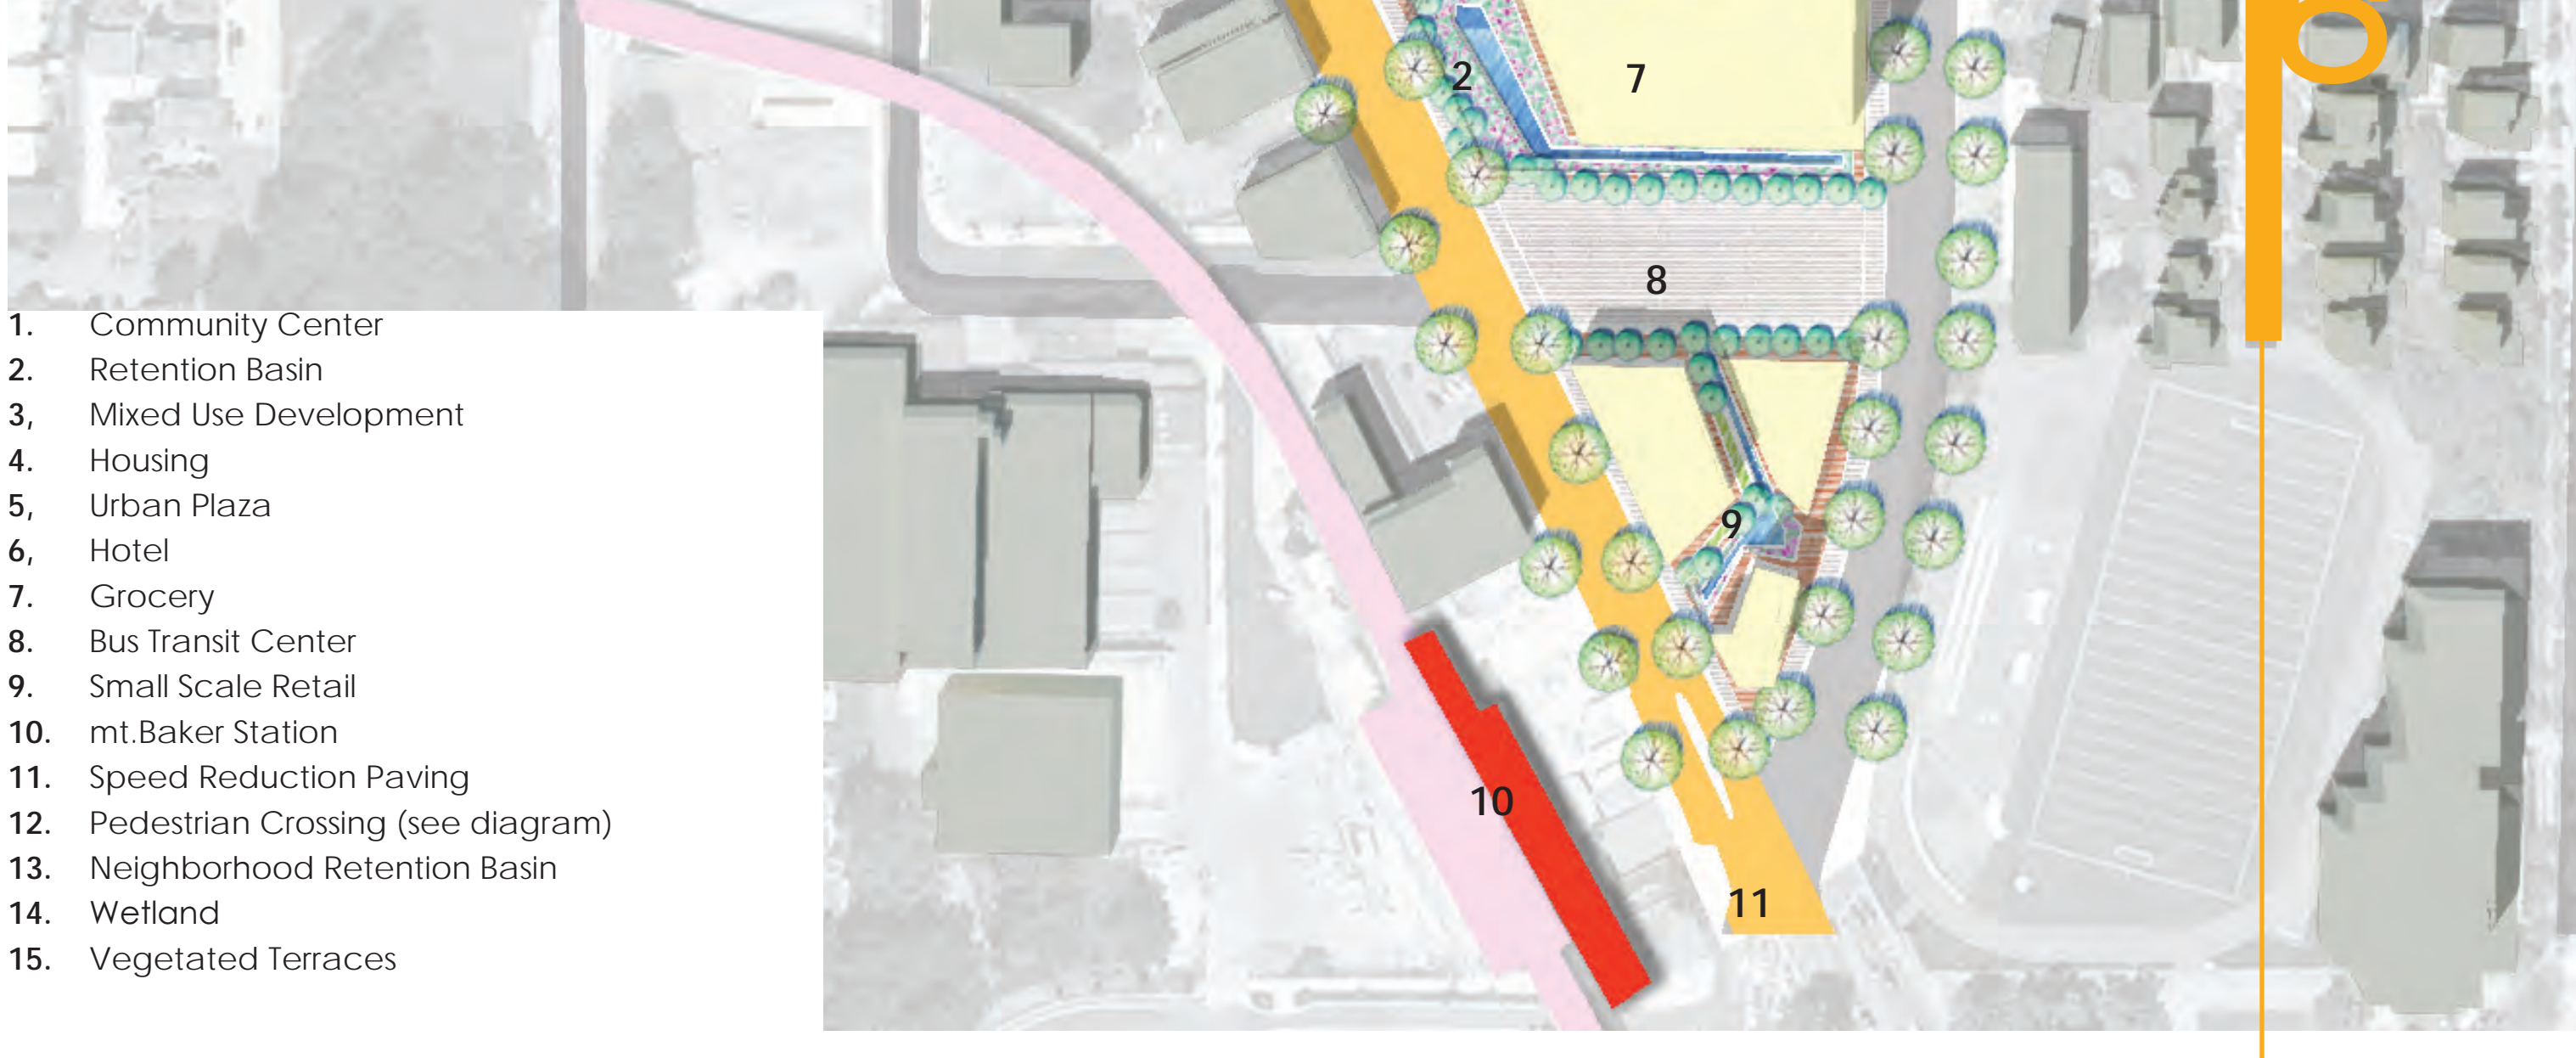 2
7
8
1. Community Center
2. Retention Basin
3, Mixed Use Development
4. Housing
5, Urban Plaza
6, Hotel
7. Grocery
8. Bus Transit Center
9. Small Scale Retail
10. mt.Baker Station
11. Speed Reduction Paving
12. Pedestrian Crossing (see diagram)
13. Neighborhood Retention Basin
14. Wetland
15. Vegetated Terraces
9
10
11